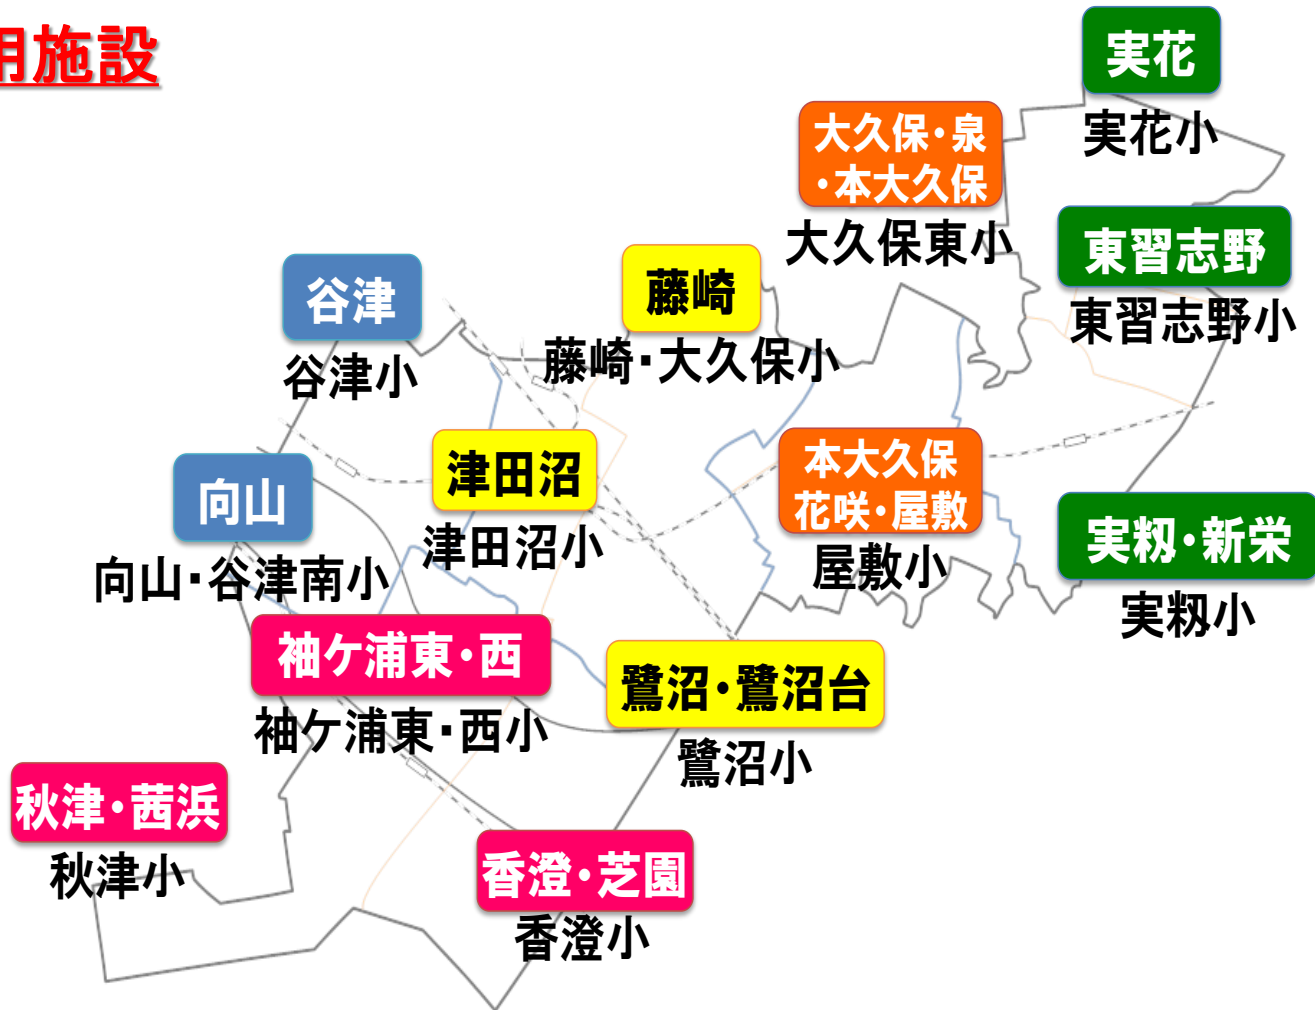 用施設
実花
実花小
大久保・泉
・本大久保
大久保東小
東習志野
東習志野小
藤崎
藤崎・大久保小
谷津
谷津小
津田沼
津田沼小
本大久保
花咲・屋敷
屋敷小
向山
向山・谷津南小
実籾・新栄
実籾小
袖ケ浦東・西
袖ケ浦東・西小
鷺沼・鷺沼台
鷺沼小
秋津・茜浜
秋津小
香澄・芝園
香澄小